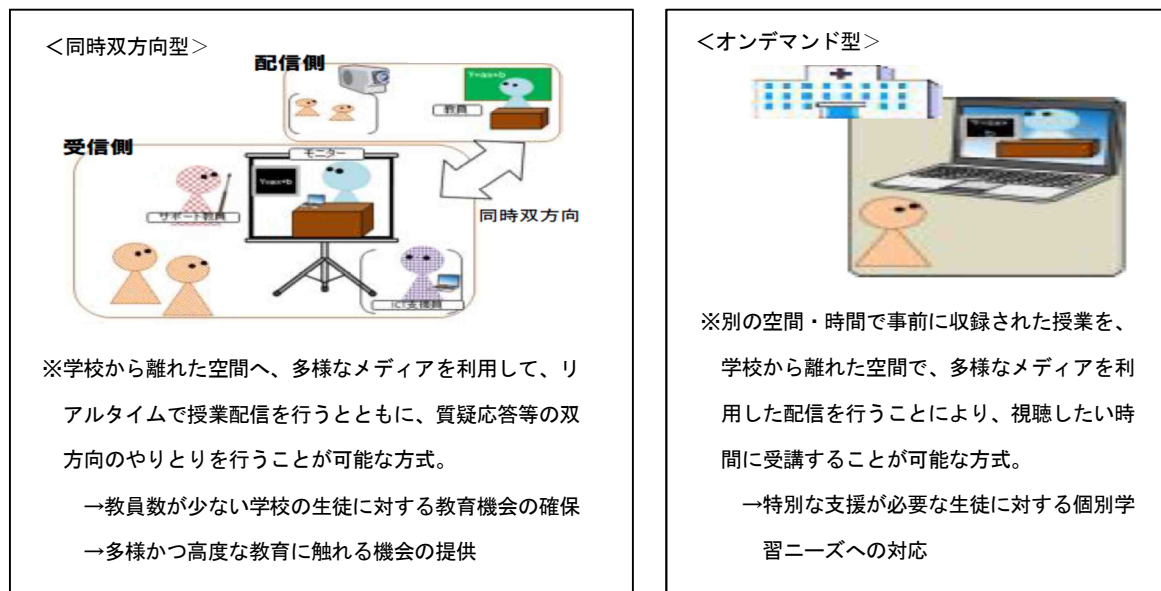 ＜同時双方向型＞
配信側
Y=ax+b
教員
受信側
モニター
Y=ax+b
サポート教員
同時双方向
ICT支援員
※学校から離れた空間へ、多様なメディアを利用して、リ
アルタイムで授業配信を行うとともに、質疑応答等の双
方向のやりとりを行うことが可能な方式。
→教員数が少ない学校の生徒に対する教育機会の確保
→多様かつ高度な教育に触れる機会の提供
＜オンデマンド型＞
※別の空間・時間で事前に収録された授業を、
学校から離れた空間で、多様なメディアを利
用した配信を行うことにより、視聴したい時
間に受講することが可能な方式。
→特別な支援が必要な生徒に対する個別学
習ニーズへの対応